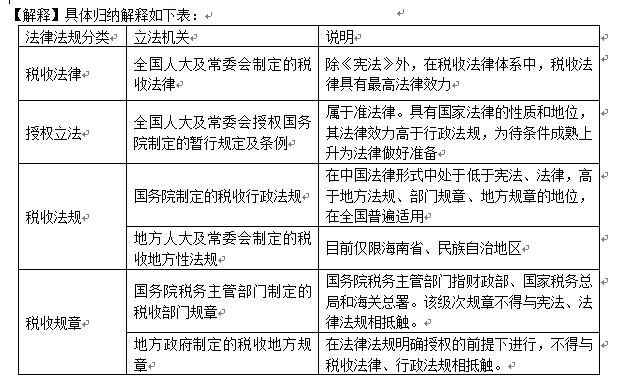 【解释】具体归纳解释如下表：
法律法规分类
立法机关
说明
税收法律
全国人大及常委会制定的税
收法律
除《宪法》外，在税收法律体系中，税收法
律具有最高法律效力
授权立法
全国人大及常委会授权国务
院制定的暂行规定及条例
属于准法律。具有国家法律的性质和地位，
其法律效力高于行政法规，为待条件成熟上
升为法律做好准备
税收法规
国务院制定的税收行政法规
在中国法律形式中处于低于宪法、法律，高
于地方法规、部门规章、地方规章的地位，
在全国普遍适用
地方人大及常委会制定的税
收地方性法规
目前仅限海南省、民族自治地区
税收规章
国务院税务主管部门制定的
税收部门规章
国务院税务主管部门指财政部、国家税务总
局和海关总署。该级次规章不得与宪法、法
律法规相抵触。
地方政府制定的税收地方规
章
在法律法规明确授权的前提下进行，不得与
税收法律、行政法规相抵触。